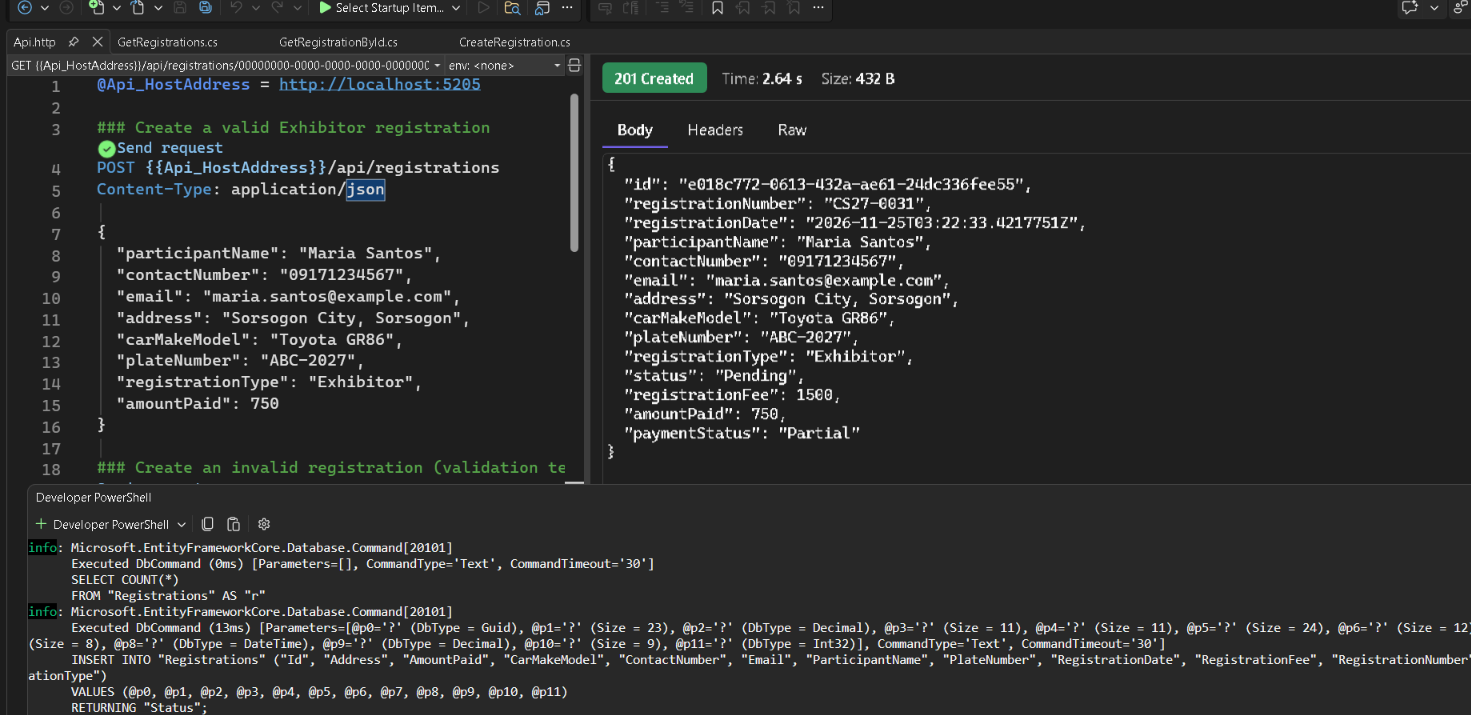 Select Startup Item...
Api.http GetRegistrations.cs GetRegistrationById.cs CreateRegistration.cs
GET {{Api_HostAddress}}/api/registrations/00000000-0000-0000-0000-0000000C env: <none>
1 @Api_HostAddress = http://localhost:5205
2
3 ### Create a valid Exhibitor registration
Send request
4 POST {{Api_HostAddress}}/api/registrations
5 Content-Type: application/json
6
7 {
8 "participantName": "Maria Santos",
9 "contactNumber": "09171234567",
10 "email": "maria.santos@example.com",
11 "address": "Sorsogon City, Sorsogon",
12 "carMakeModel": "Toyota GR86",
13 "plateNumber": "ABC-2027",
14 "registrationType": "Exhibitor",
15 "amountPaid": 750
16 }
17
18 ### Create an invalid registration (validation te
201 Created Time: 2.64 s Size: 432 B
Body Headers Raw
{
"id": "e018c772-0613-432a-ae61-24dc336fee55",
"registrationNumber": "CS27-0031",
"registrationDate": "2026-11-25T03:22:33.4217751Z",
"participantName": "Maria Santos",
"contactNumber": "09171234567",
"email": "maria.santos@example.com",
"address": "Sorsogon City, Sorsogon",
"carMakeModel": "Toyota GR86",
"plateNumber": "ABC-2027",
"registrationType": "Exhibitor",
"status": "Pending",
"registrationFee": 1500,
"amountPaid": 750,
"paymentStatus": "Partial"
}
Developer PowerShell
+ Developer PowerShell
info: Microsoft.EntityFrameworkCore.Database.Command[20101]
Executed DbCommand (0ms) [Parameters=[], CommandType='Text', CommandTimeout='30']
SELECT COUNT(*)
FROM "Registrations" AS "r"
info: Microsoft.EntityFrameworkCore.Database.Command[20101]
Executed DbCommand (13ms) [Parameters=[@p0='?' (DbType = Guid), @p1='?' (Size = 23), @p2='?' (DbType = Decimal), @p3='?' (Size = 11), @p4='?' (Size = 11), @p5='?' (Size = 24), @p6='?' (Size = 12)
(Size = 8), @p8='?' (DbType = DateTime), @p9='?' (DbType = Decimal), @p10='?' (Size = 9), @p11='?' (DbType = Int32)], CommandType='Text', CommandTimeout='30']
INSERT INTO "Registrations" ("Id", "Address", "AmountPaid", "CarMakeModel", "ContactNumber", "Email", "ParticipantName", "PlateNumber", "RegistrationDate", "RegistrationFee", "RegistrationNumber"
ationType")
VALUES (@p0, @p1, @p2, @p3, @p4, @p5, @p6, @p7, @p8, @p9, @p10, @p11)
RETURNING "Status";